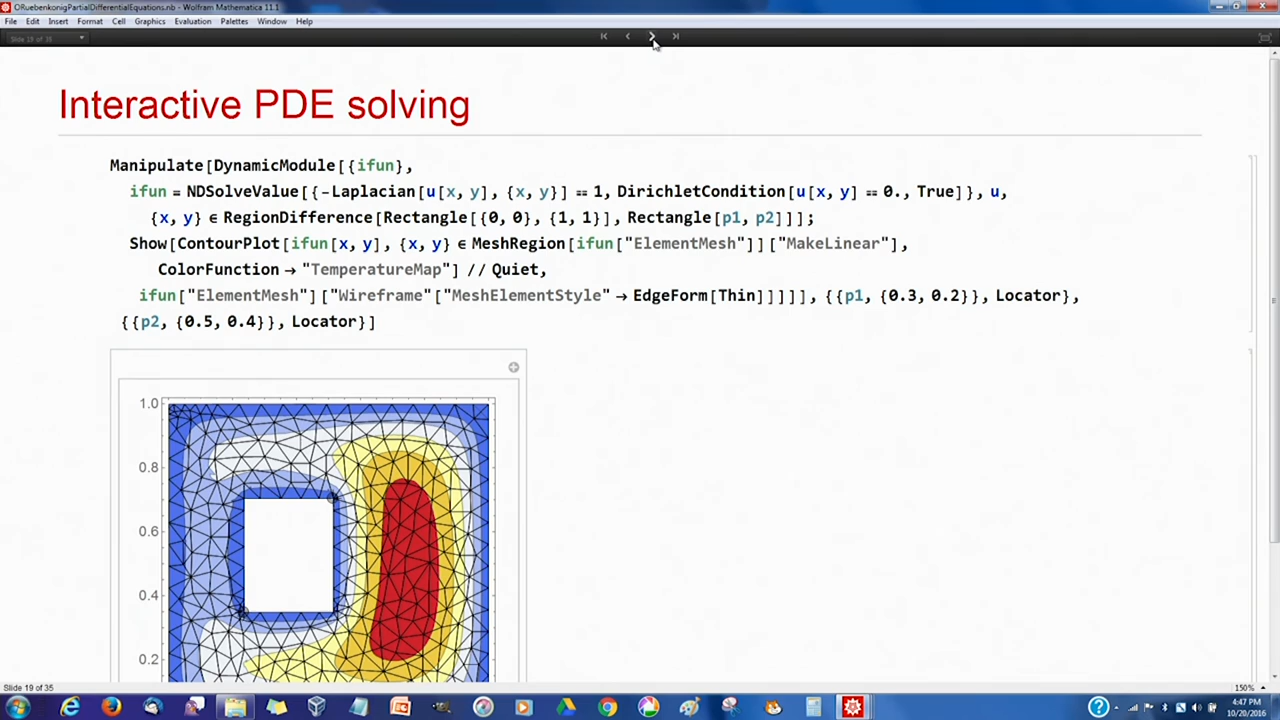 ORuebenkonigPartialDifferentialEquations.nb - Wolfram Mathematica 11.1
File Edit Insert Format Cell Graphics Evaluation Palettes Window Help
Slide 19 of 35
Interactive PDE solving
Manipulate[DynamicModule[{ifun},
ifun = NDSolveValue[{-Laplacian[u[x, y], {x, y}] == 1, DirichletCondition[u[x, y] == 0., True]}, u,
{x, y} ∈ RegionDifference[Rectangle[{0, 0}, {1, 1}], Rectangle[p1, p2]]];
Show[ContourPlot[ifun[x, y], {x, y} ∈ MeshRegion[ifun["ElementMesh"]]["MakeLinear"],
ColorFunction → "TemperatureMap"] // Quiet,
ifun["ElementMesh"]["Wireframe"["MeshElementStyle" → EdgeForm[Thin]]]]], {{p1, {0.3, 0.2}}, Locator},
{{p2, {0.5, 0.4}}, Locator}]
1.0
0.8
0.6
0.4
0.2
Slide 19 of 35
150%
4:47 PM
10/20/2016